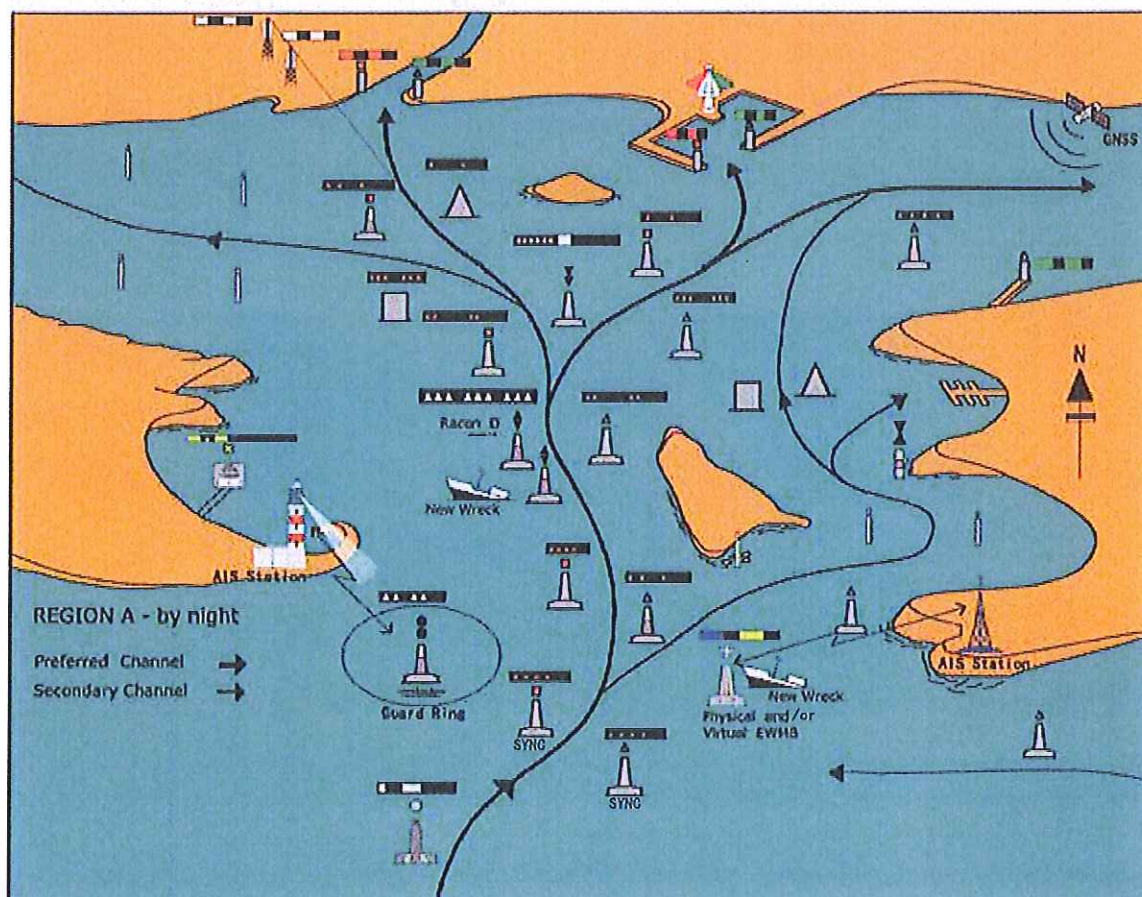 GNSS
N
Racon D
New Wreck
AIS Station
REGION A - by night
Preferred Channel
Secondary Channel
Guard Ring
SYNC
SYNC
New Wreck
Physical and/or
Virtual EWMB
AIS Station